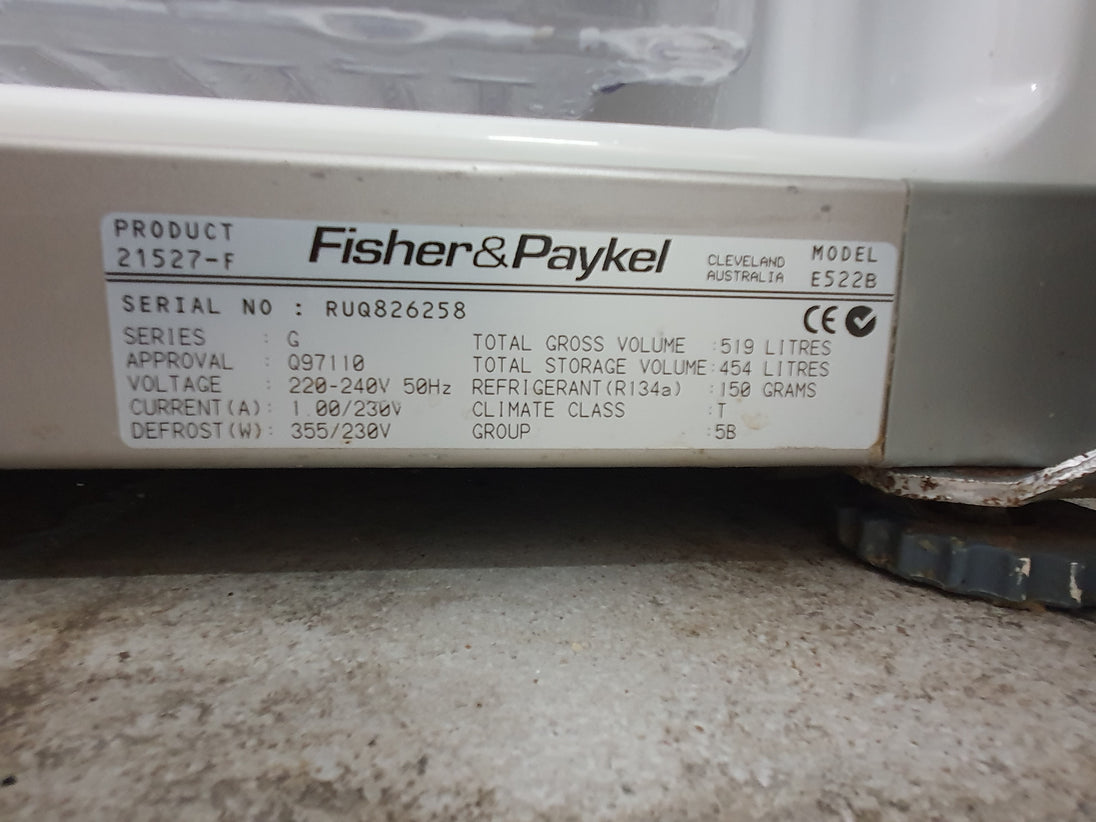 PRODUCT
21527-F
Fisher&Paykel
CLEVELAND
AUSTRALIA
MODEL
E522B
SERIAL NO : RUQ826258
CE
SERIES : G
APPROVAL : Q97110
VOLTAGE : 220-240V 50Hz
CURRENT(A): 1.00/230V
DEFROST(W): 355/230V
TOTAL GROSS VOLUME :519 LITRES
TOTAL STORAGE VOLUME:454 LITRES
REFRIGERANT(R134a) :150 GRAMS
CLIMATE CLASS :T
GROUP :5B